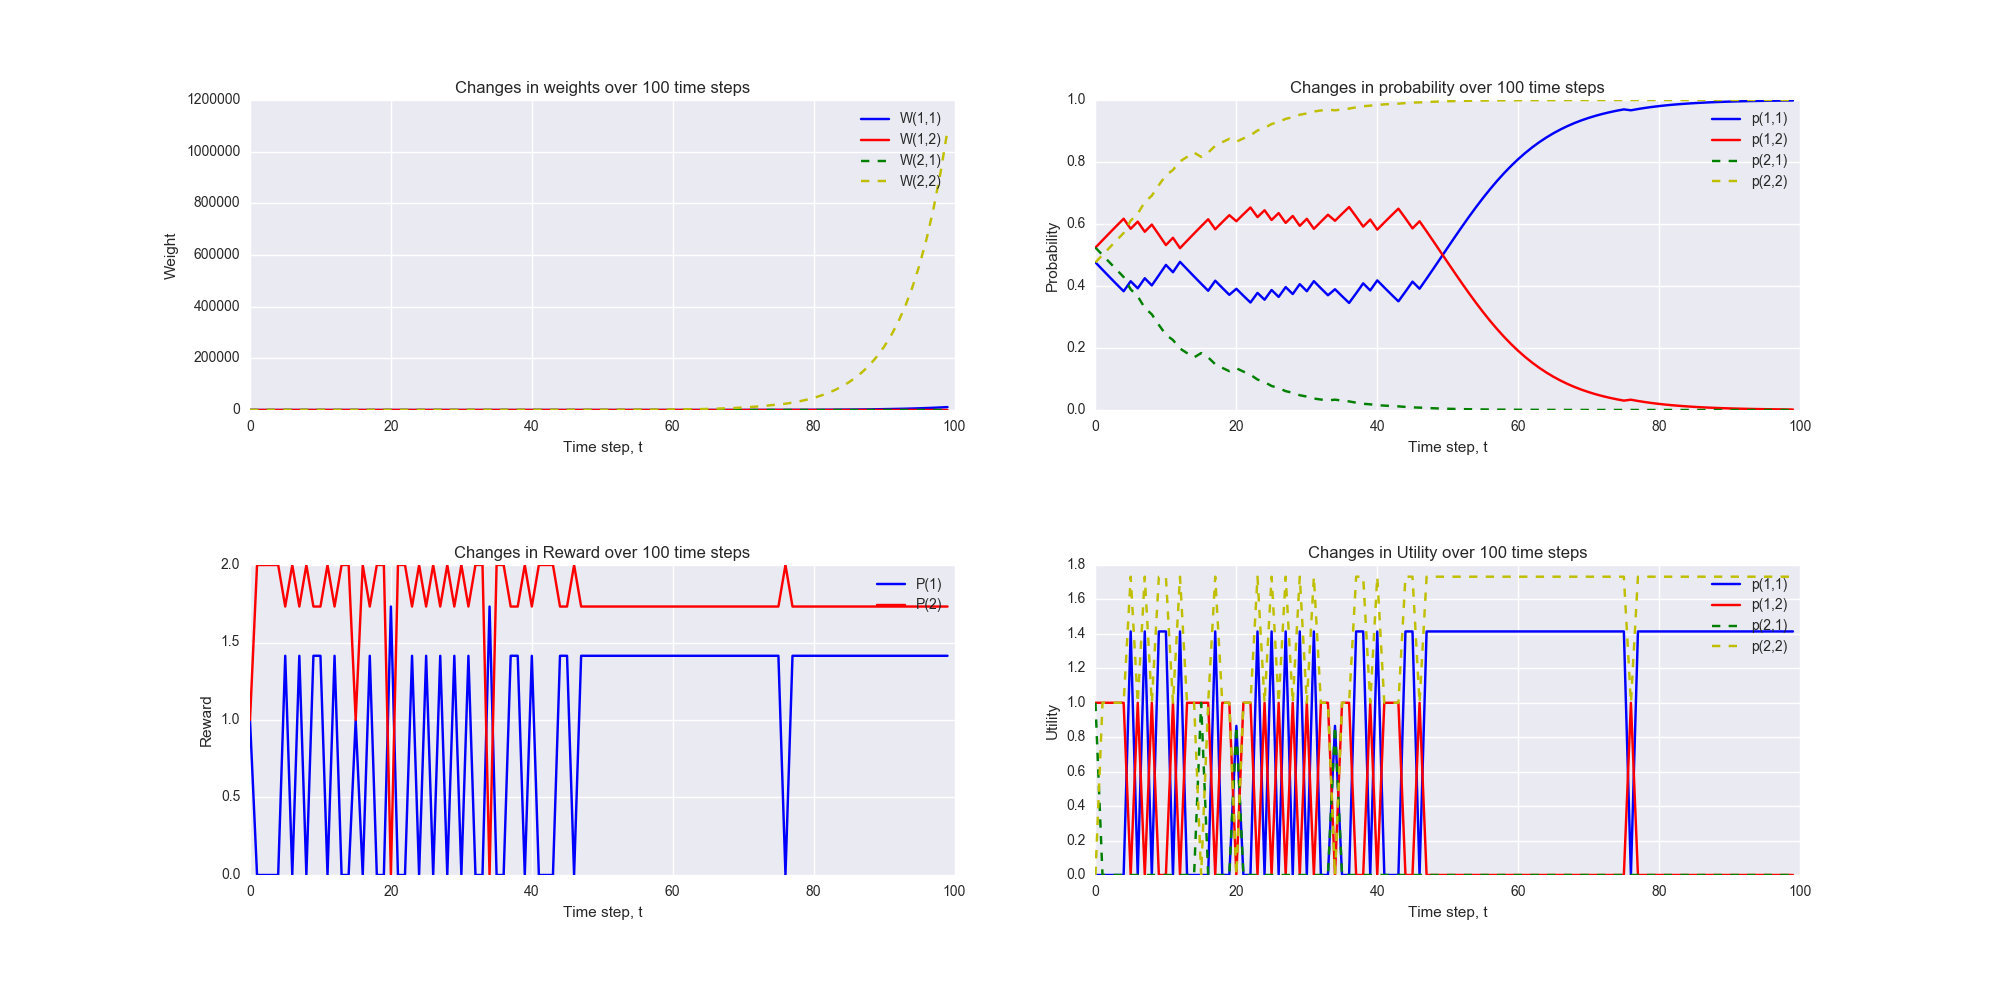 Changes in weights over 100 time steps
1200000
1000000
800000
600000
400000
200000
0
Weight
0 20 40 60 80 100
Time step, t
W(1,1)
W(1,2)
W(2,1)
W(2,2)
Changes in probability over 100 time steps
1.0
0.8
0.6
0.4
0.2
0.0
Probability
0 20 40 60 80 100
Time step, t
p(1,1)
p(1,2)
p(2,1)
p(2,2)
Changes in Reward over 100 time steps
2.0
1.5
1.0
0.5
0.0
Reward
0 20 40 60 80 100
Time step, t
P(1)
P(2)
Changes in Utility over 100 time steps
1.8
1.6
1.4
1.2
1.0
0.8
0.6
0.4
0.2
0.0
Utility
0 20 40 60 80 100
Time step, t
p(1,1)
p(1,2)
p(2,1)
p(2,2)